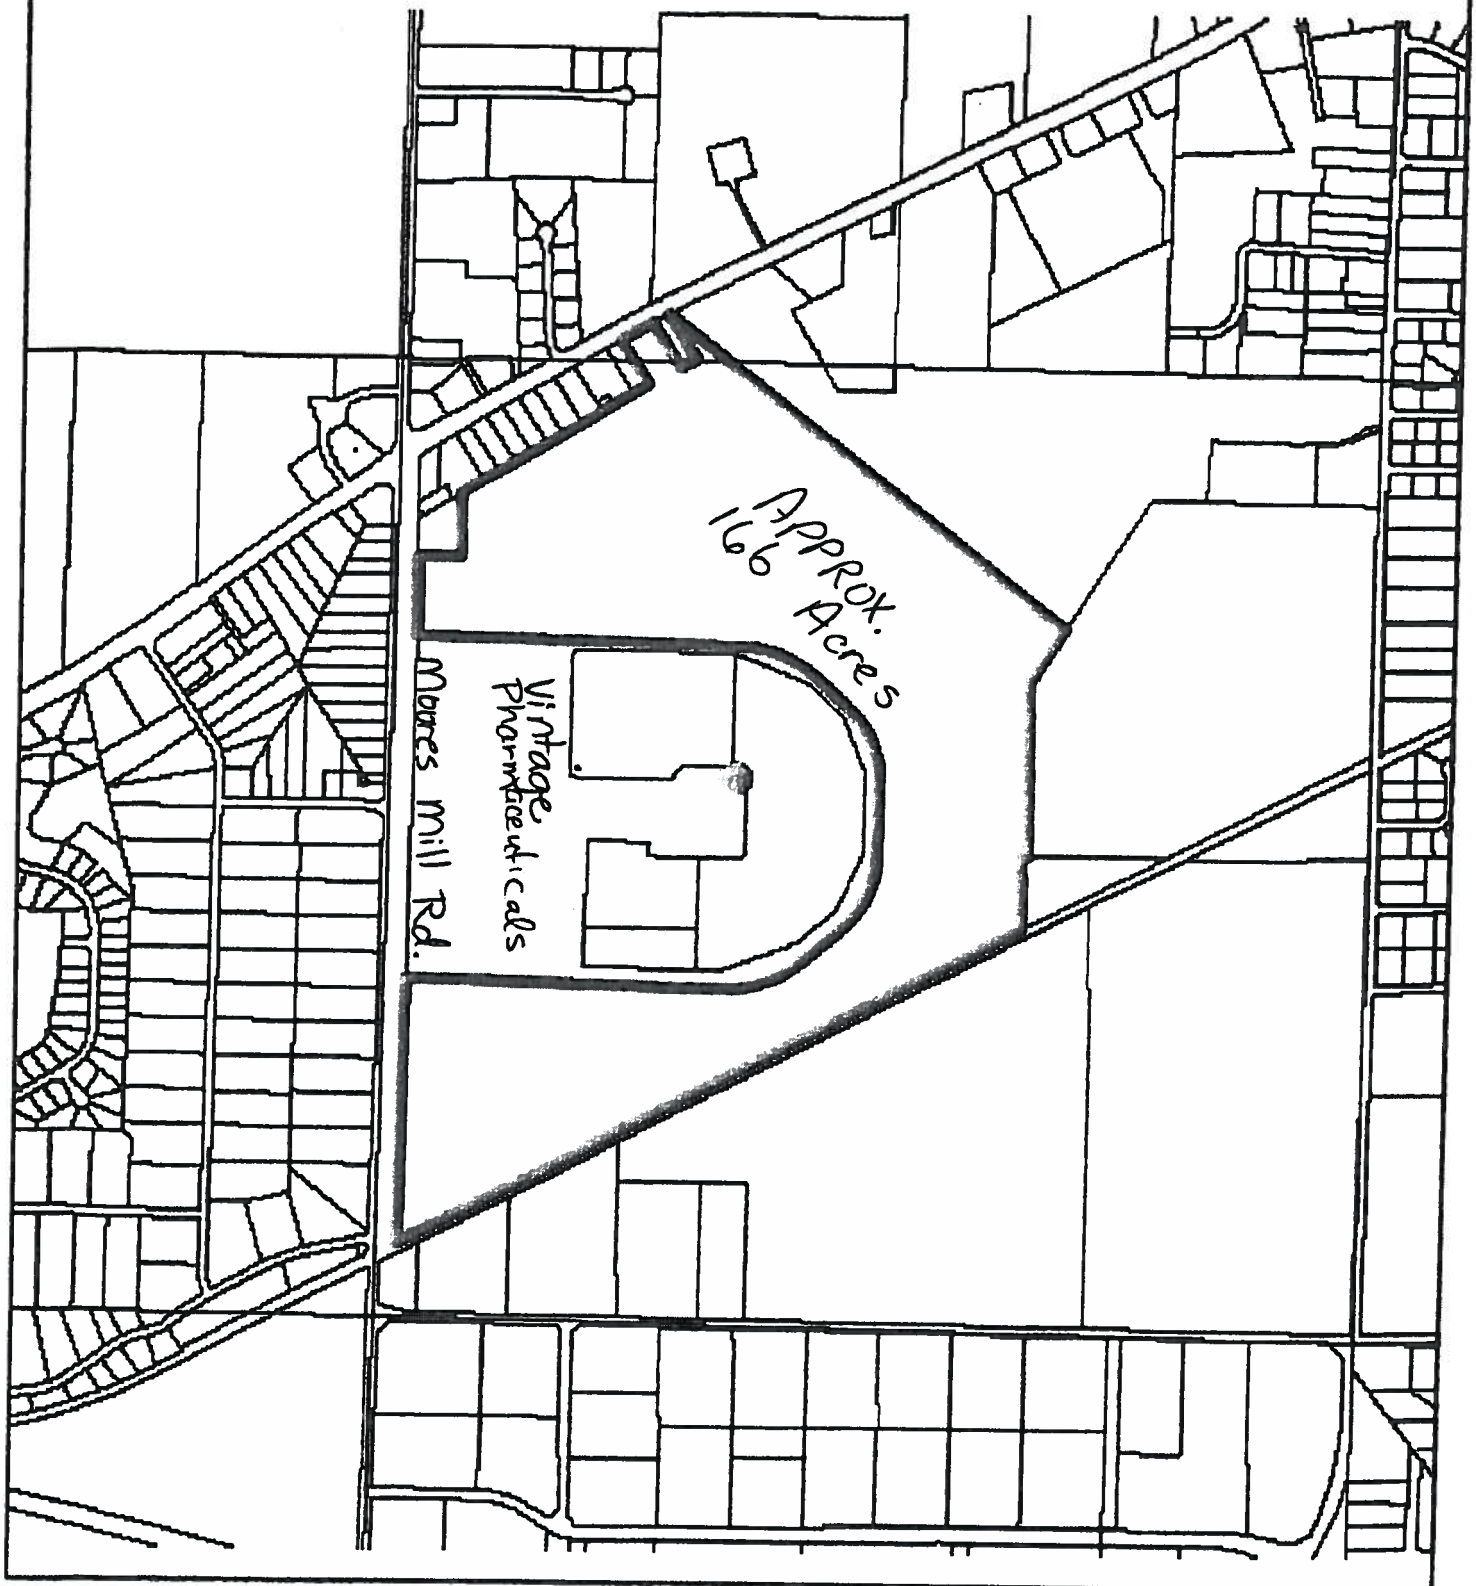 APPROX.
166 Acres
Vintage
Pharmaceuticals
Moores Mill Rd.